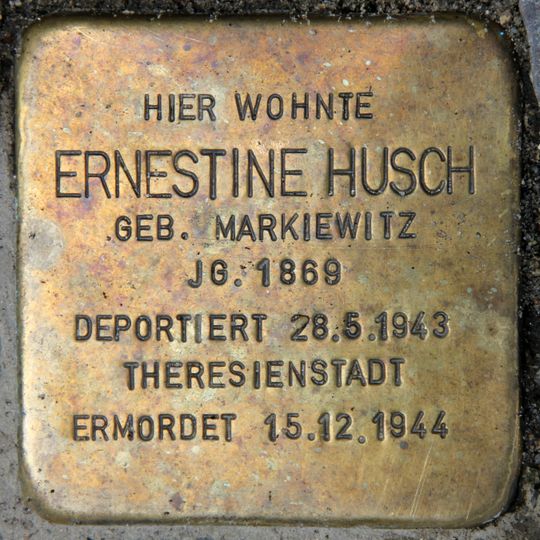 HIER WOHNTE
ERNESTINE HUSCH
GEB. MARKIEWITZ
JG. 1869
DEPORTIERT 28.5.1943
THERESIENSTADT
ERMORDET 15.12.1944